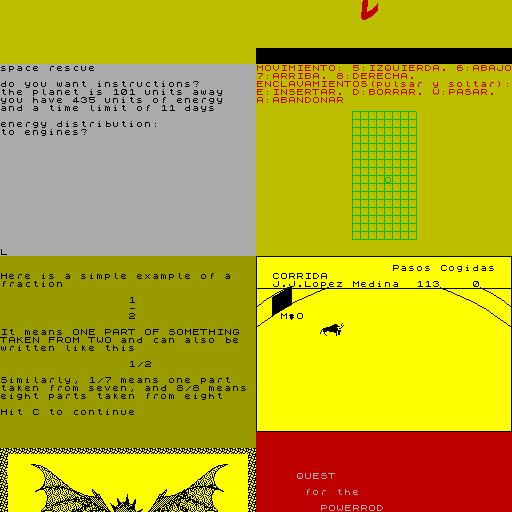 space rescue
do you want instructions?
the planet is 101 units away
you have 435 units of energy
and a time limit of 11 days
energy distribution:
to engines?
L
MOVIMIENTO: 5:IZQUIERDA. 6:ABAJO
7:ARRIBA. 8:DERECHA.
ENCLAVAMIENTOS(pulsar y soltar):
E:INSERTAR. D:BORRAR. W:PASAR.
A:ABANDONAR
Here is a simple example of a
fraction
1
-
2
It means ONE PART OF SOMETHING
TAKEN FROM TWO and can also be
written like this
1/2
Similarly, 1/7 means one part
taken from seven, and 8/8 means
eight parts taken from eight
Hit C to continue
Pasos Cogidas
CORRIDA
J.J.Lopez Medina 113 0
QUEST
for the
POWERROD